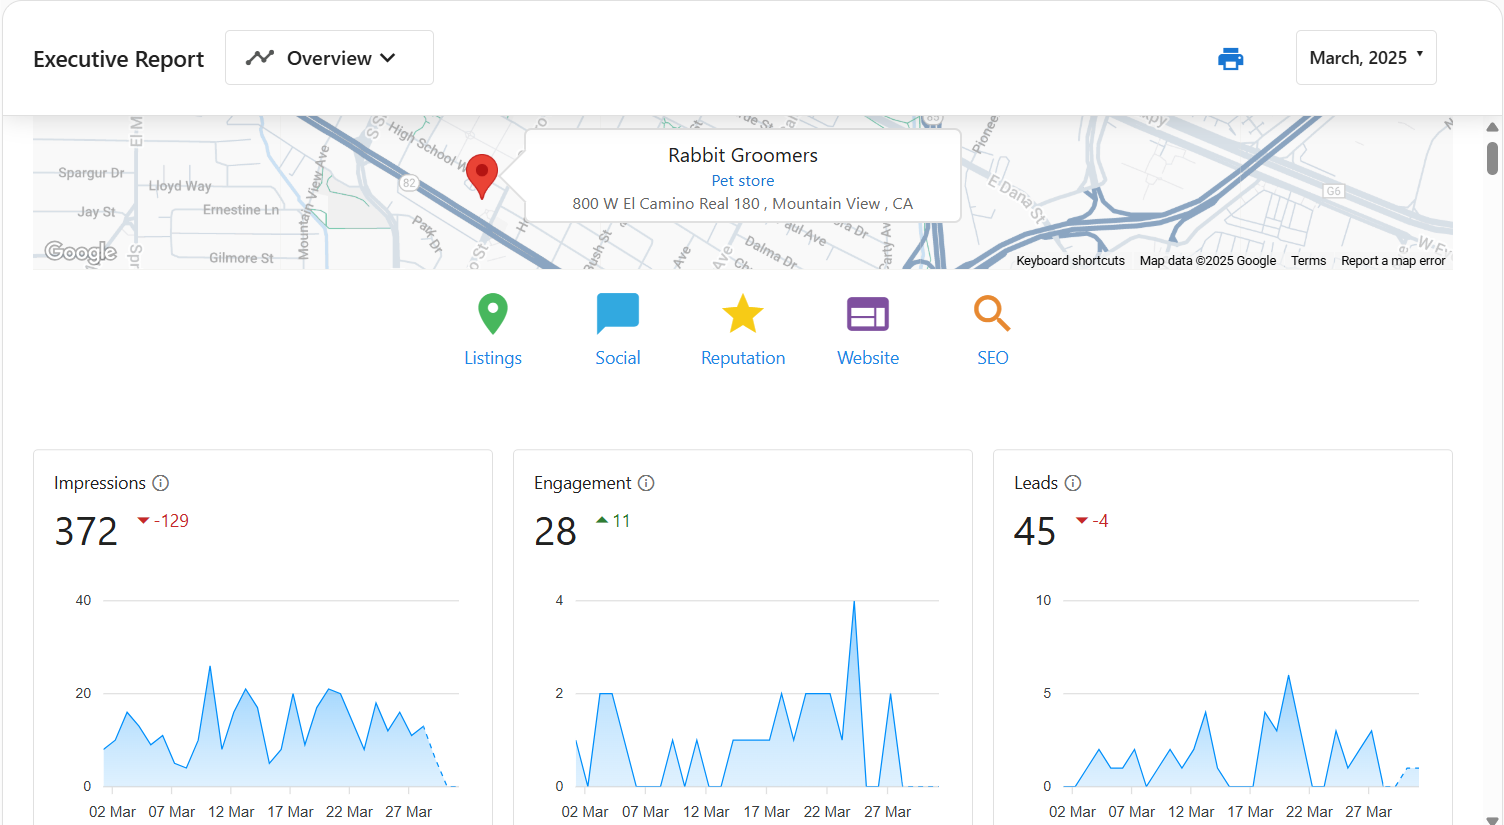 Executive Report
Overview
March, 2025
El M
Spargur Dr
Lloyd Way
Jay St
Ernestine Ln
Gilmore St
Mountain View Ave
High School W
82
Park Dr
Rabbit Groomers
Pet store
800 W El Camino Real 180 , Mountain View , CA
Bush St
Dalma Dr
E Dana St
G6
Google
Keyboard shortcuts
Map data ©2025 Google
Terms
Report a map error
Listings
Social
Reputation
Website
SEO
Impressions
372
-129
40
20
0
02 Mar 07 Mar 12 Mar 17 Mar 22 Mar 27 Mar
Engagement
28
11
4
2
0
02 Mar 07 Mar 12 Mar 17 Mar 22 Mar 27 Mar
Leads
45
-4
10
5
0
02 Mar 07 Mar 12 Mar 17 Mar 22 Mar 27 Mar